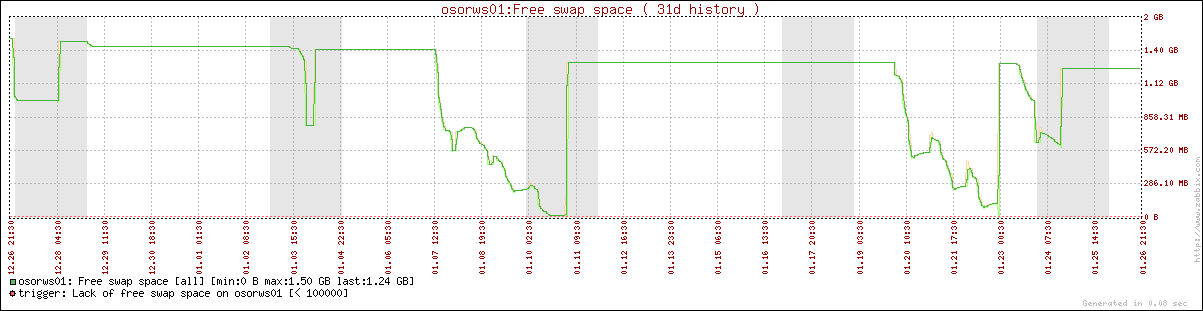 osorws01:Free swap space ( 31d history )
2 GB
1.40 GB
1.12 GB
858.31 MB
572.20 MB
286.10 MB
0 B
12.26 21:30
12.28 04:30
12.29 11:30
12.30 18:30
01.01 01:30
01.02 08:30
01.03 15:30
01.04 22:30
01.06 05:30
01.07 12:30
01.08 19:30
01.10 02:30
01.11 09:30
01.12 16:30
01.13 23:30
01.15 06:30
01.16 13:30
01.17 20:30
01.19 03:30
01.20 10:30
01.21 17:30
01.23 00:30
01.24 07:30
01.25 14:30
01.26 21:30
osorws01: Free swap space [all] [min:0 B max:1.50 GB last:1.24 GB]
trigger: Lack of free swap space on osorws01 [< 100000]
http://www.zabbix.com
Generated in 0.08 sec